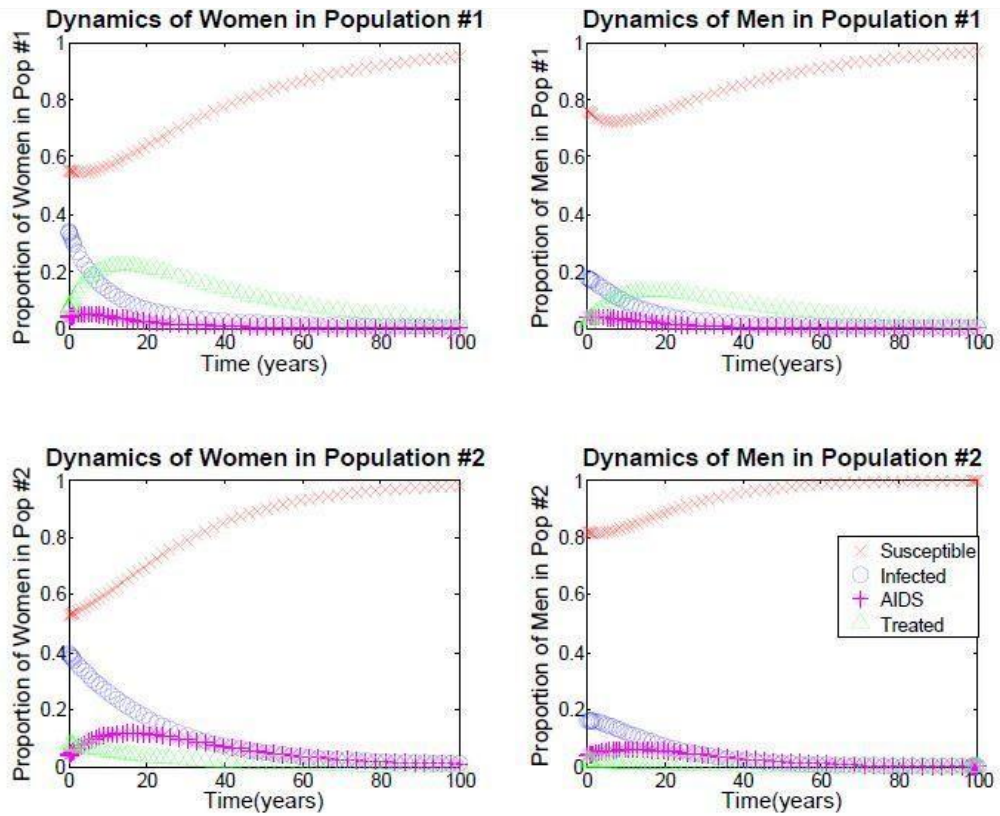 Dynamics of Women in Population #1
Proportion of Women in Pop #1
1
0.8
0.6
0.4
0.2
0
0 20 40 60 80 100
Time (years)
Dynamics of Men in Population #1
Proportion of Men in Pop #1
1
0.8
0.6
0.4
0.2
0
0 20 40 60 80 100
Time(years)
Dynamics of Women in Population #2
Proportion of Women in Pop #2
1
0.8
0.6
0.4
0.2
0
0 20 40 60 80 100
Time(years)
Dynamics of Men in Population #2
Proportion of Men in Pop #2
1
0.8
0.6
0.4
0.2
0
0 20 40 60 80 100
Time(years)
Susceptible
Infected
AIDS
Treated